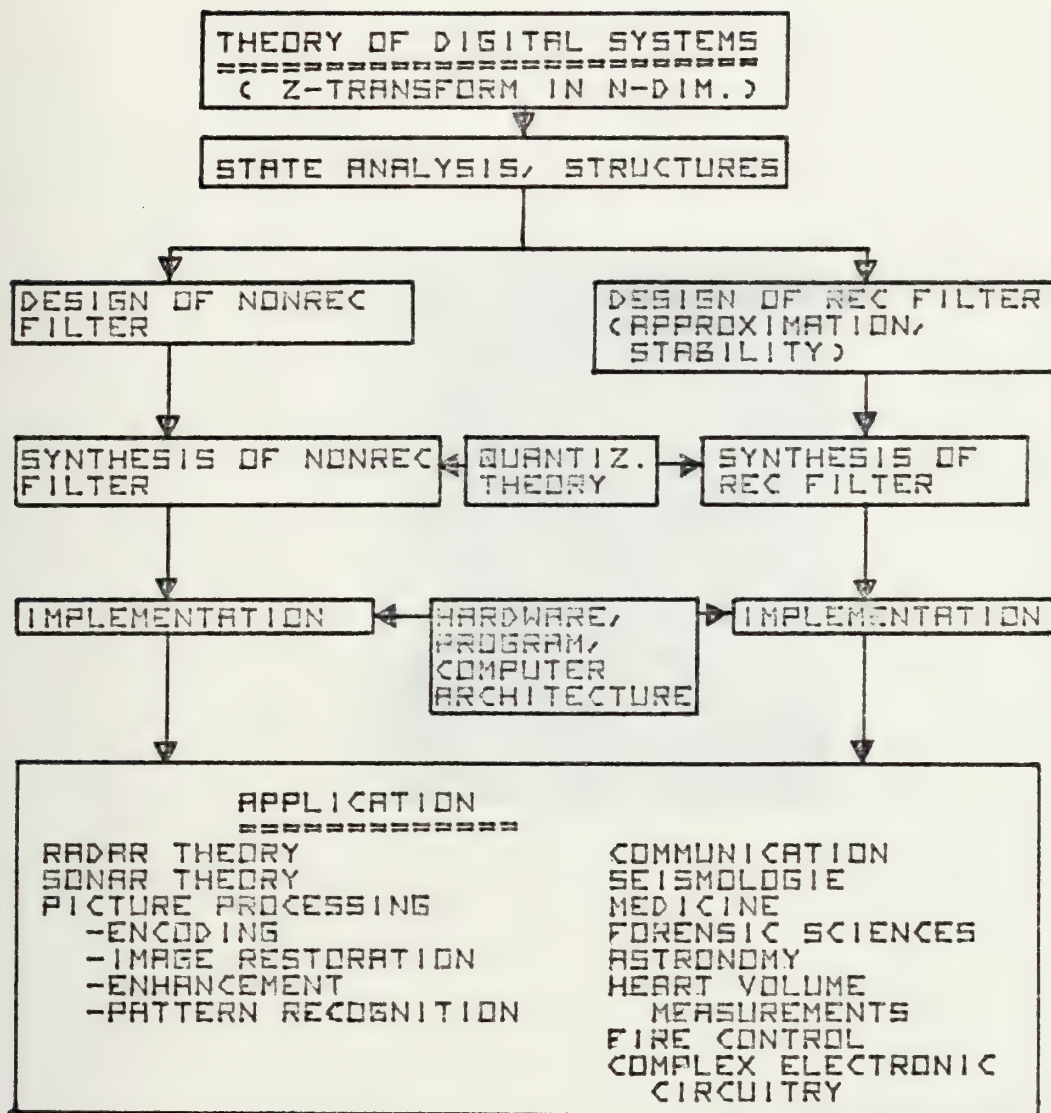 THEORY OF DIGITAL SYSTEMS
( Z-TRANSFORM IN N-DIM.)
STATE ANALYSIS, STRUCTURES
DESIGN OF NONREC
FILTER
DESIGN OF REC FILTER
(APPROXIMATION,
STABILITY)
SYNTHESIS OF NONREC
FILTER
QUANTIZ.
THEORY
SYNTHESIS OF
REC FILTER
IMPLEMENTATION
HARDWARE,
PROGRAM,
COMPUTER
ARCHITECTURE
IMPLEMENTATION
APPLICATION
RADAR THEORY
SONAR THEORY
PICTURE PROCESSING
-ENCODING
-IMAGE RESTORATION
-ENHANCEMENT
-PATTERN RECOGNITION
COMMUNICATION
SEISMOLOGIE
MEDICINE
FORENSIC SCIENCES
ASTRONOMY
HEART VOLUME
MEASUREMENTS
FIRE CONTROL
COMPLEX ELECTRONIC
CIRCUITRY